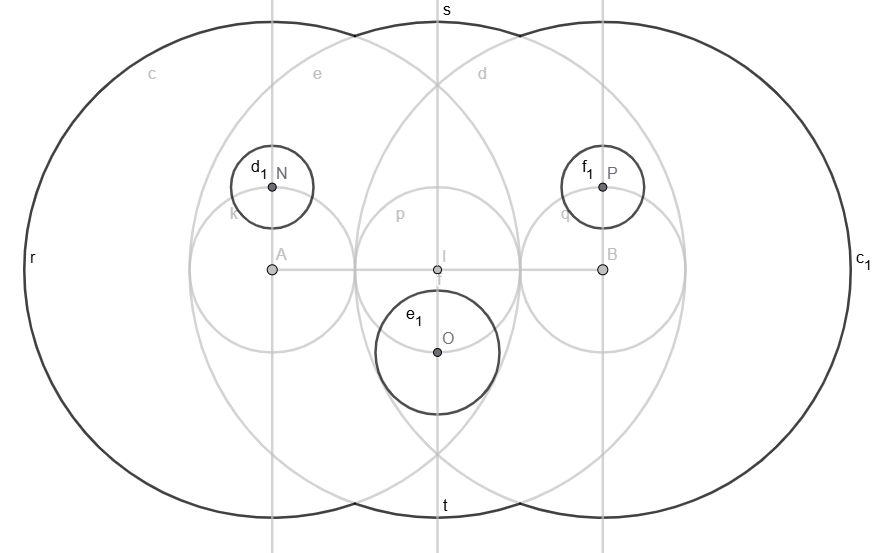 s
c e d
d₁ N f₁ P
k p q
A I B
r f c₁
e₁
O
t